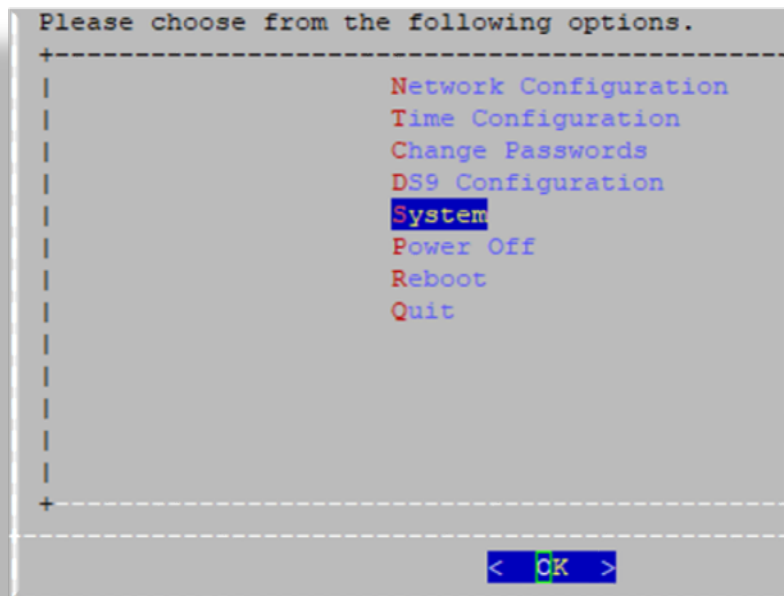 Please choose from the following options.
Network Configuration
Time Configuration
Change Passwords
DS9 Configuration
System
Power Off
Reboot
Quit
< OK >